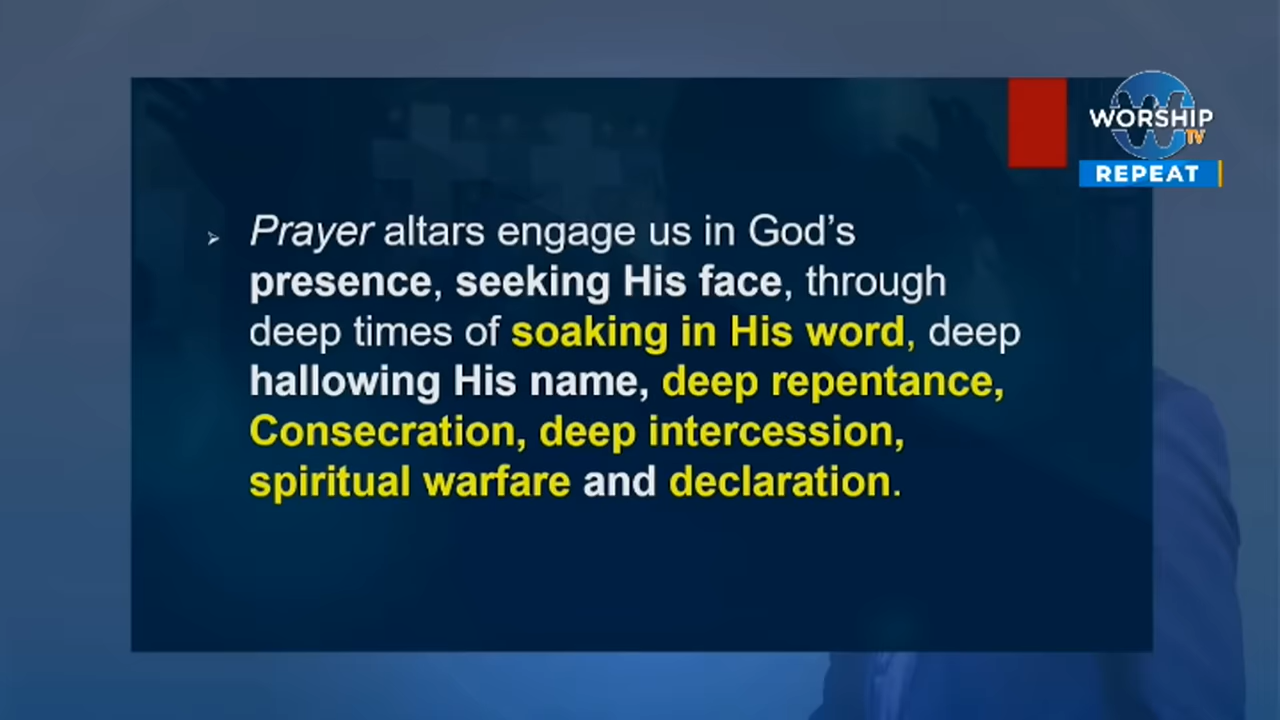 WORSHIP
TV
REPEAT
➢ Prayer altars engage us in God’s
presence, seeking His face, through
deep times of soaking in His word, deep
hallowing His name, deep repentance,
Consecration, deep intercession,
spiritual warfare and declaration.